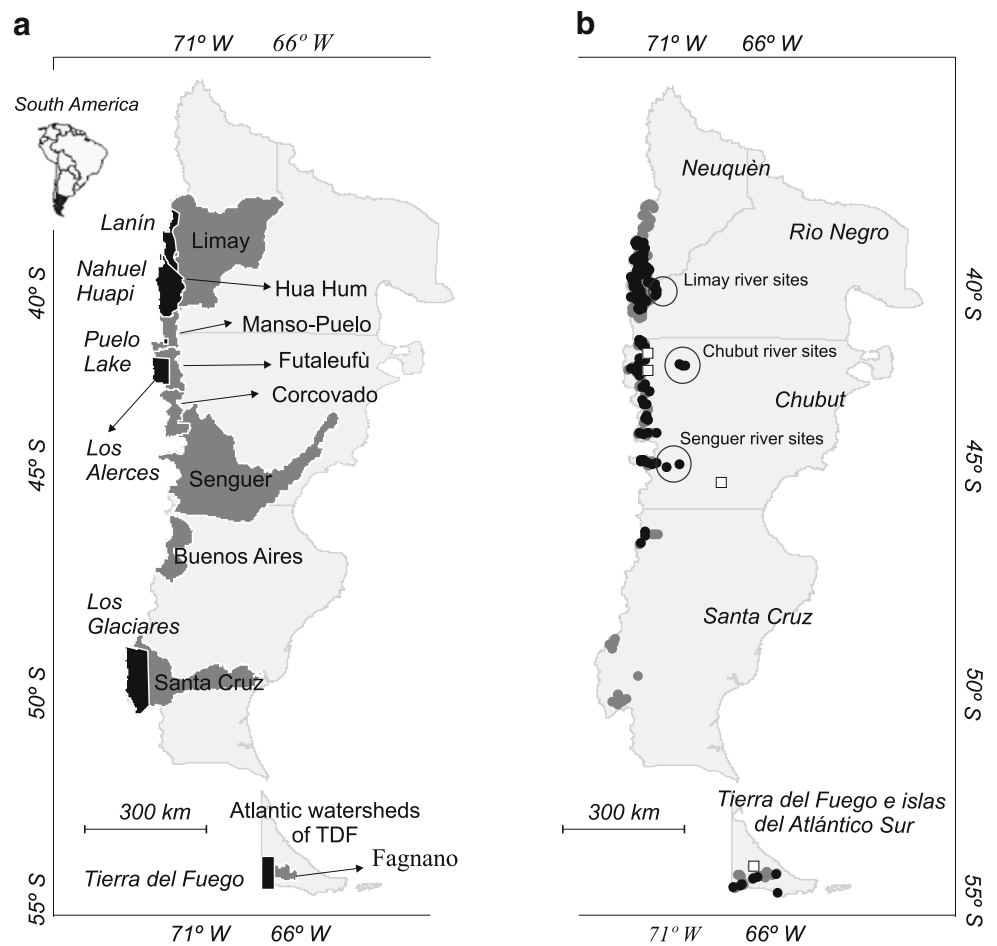 a
71º W 66º W
South America
Lanín
Limay
Nahuel
Huapi
Hua Hum
40º S
Manso-Puelo
Puelo
Lake
Futaleufù
Corcovado
Los
Alerces
45º S
Senguer
Buenos Aires
Los
Glaciares
Santa Cruz
50º S
300 km
Atlantic watersheds
of TDF
Fagnano
Tierra del Fuego
55º S
71º W 66º W
b
71º W 66º W
Neuquèn
Rìo Negro
Limay river sites
40º S
Chubut river sites
Chubut
Senguer river sites
45º S
Santa Cruz
50º S
300 km
Tierra del Fuego e islas
del Atlántico Sur
55º S
71º W 66º W